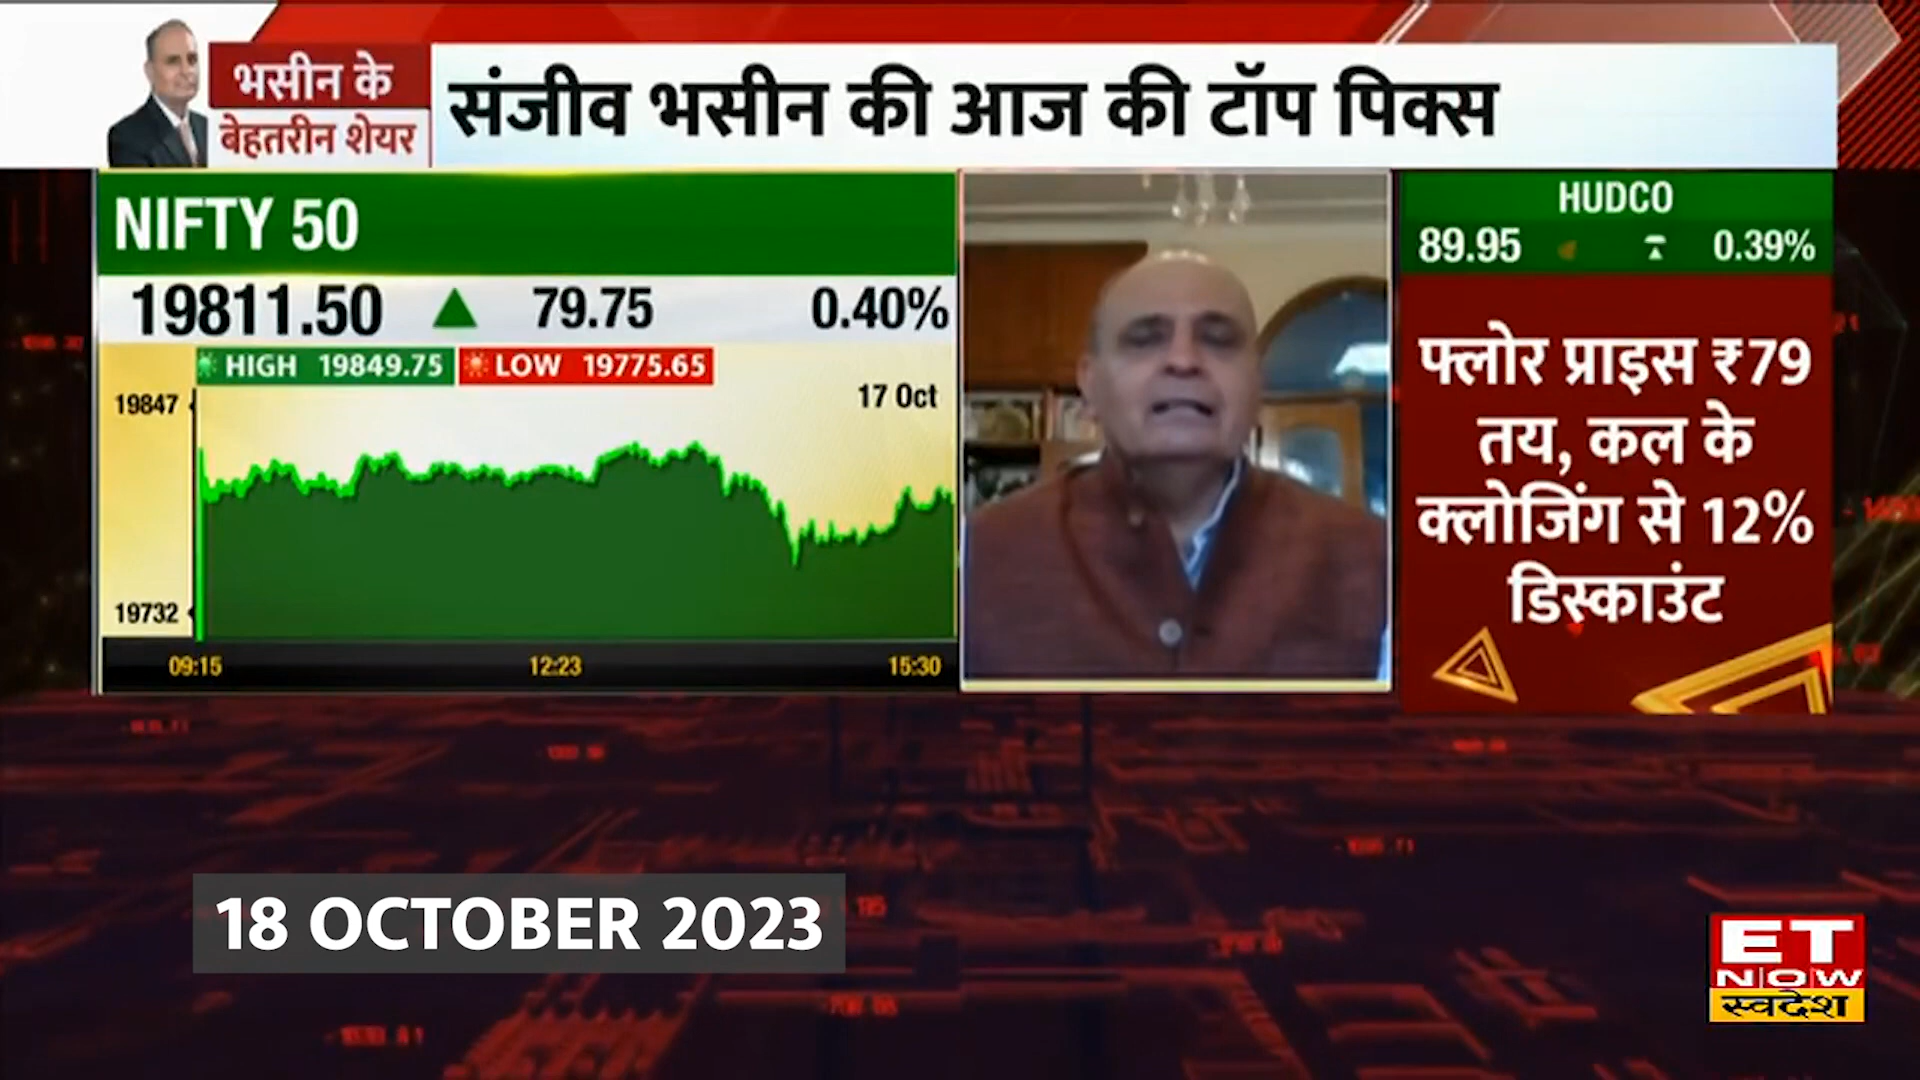 भसीन के
बेहतरीन शेयर
संजीव भसीन की आज की टॉप पिक्स
NIFTY 50
19811.50 ▲ 79.75 0.40%
HIGH 19849.75 LOW 19775.65
17 Oct
19847
19732
09:15 12:23 15:30
HUDCO
89.95 0.39%
फ्लोर प्राइस ₹79
तय, कल के
क्लोजिंग से 12%
डिस्काउंट
18 OCTOBER 2023
ET
NOW
स्वदेश